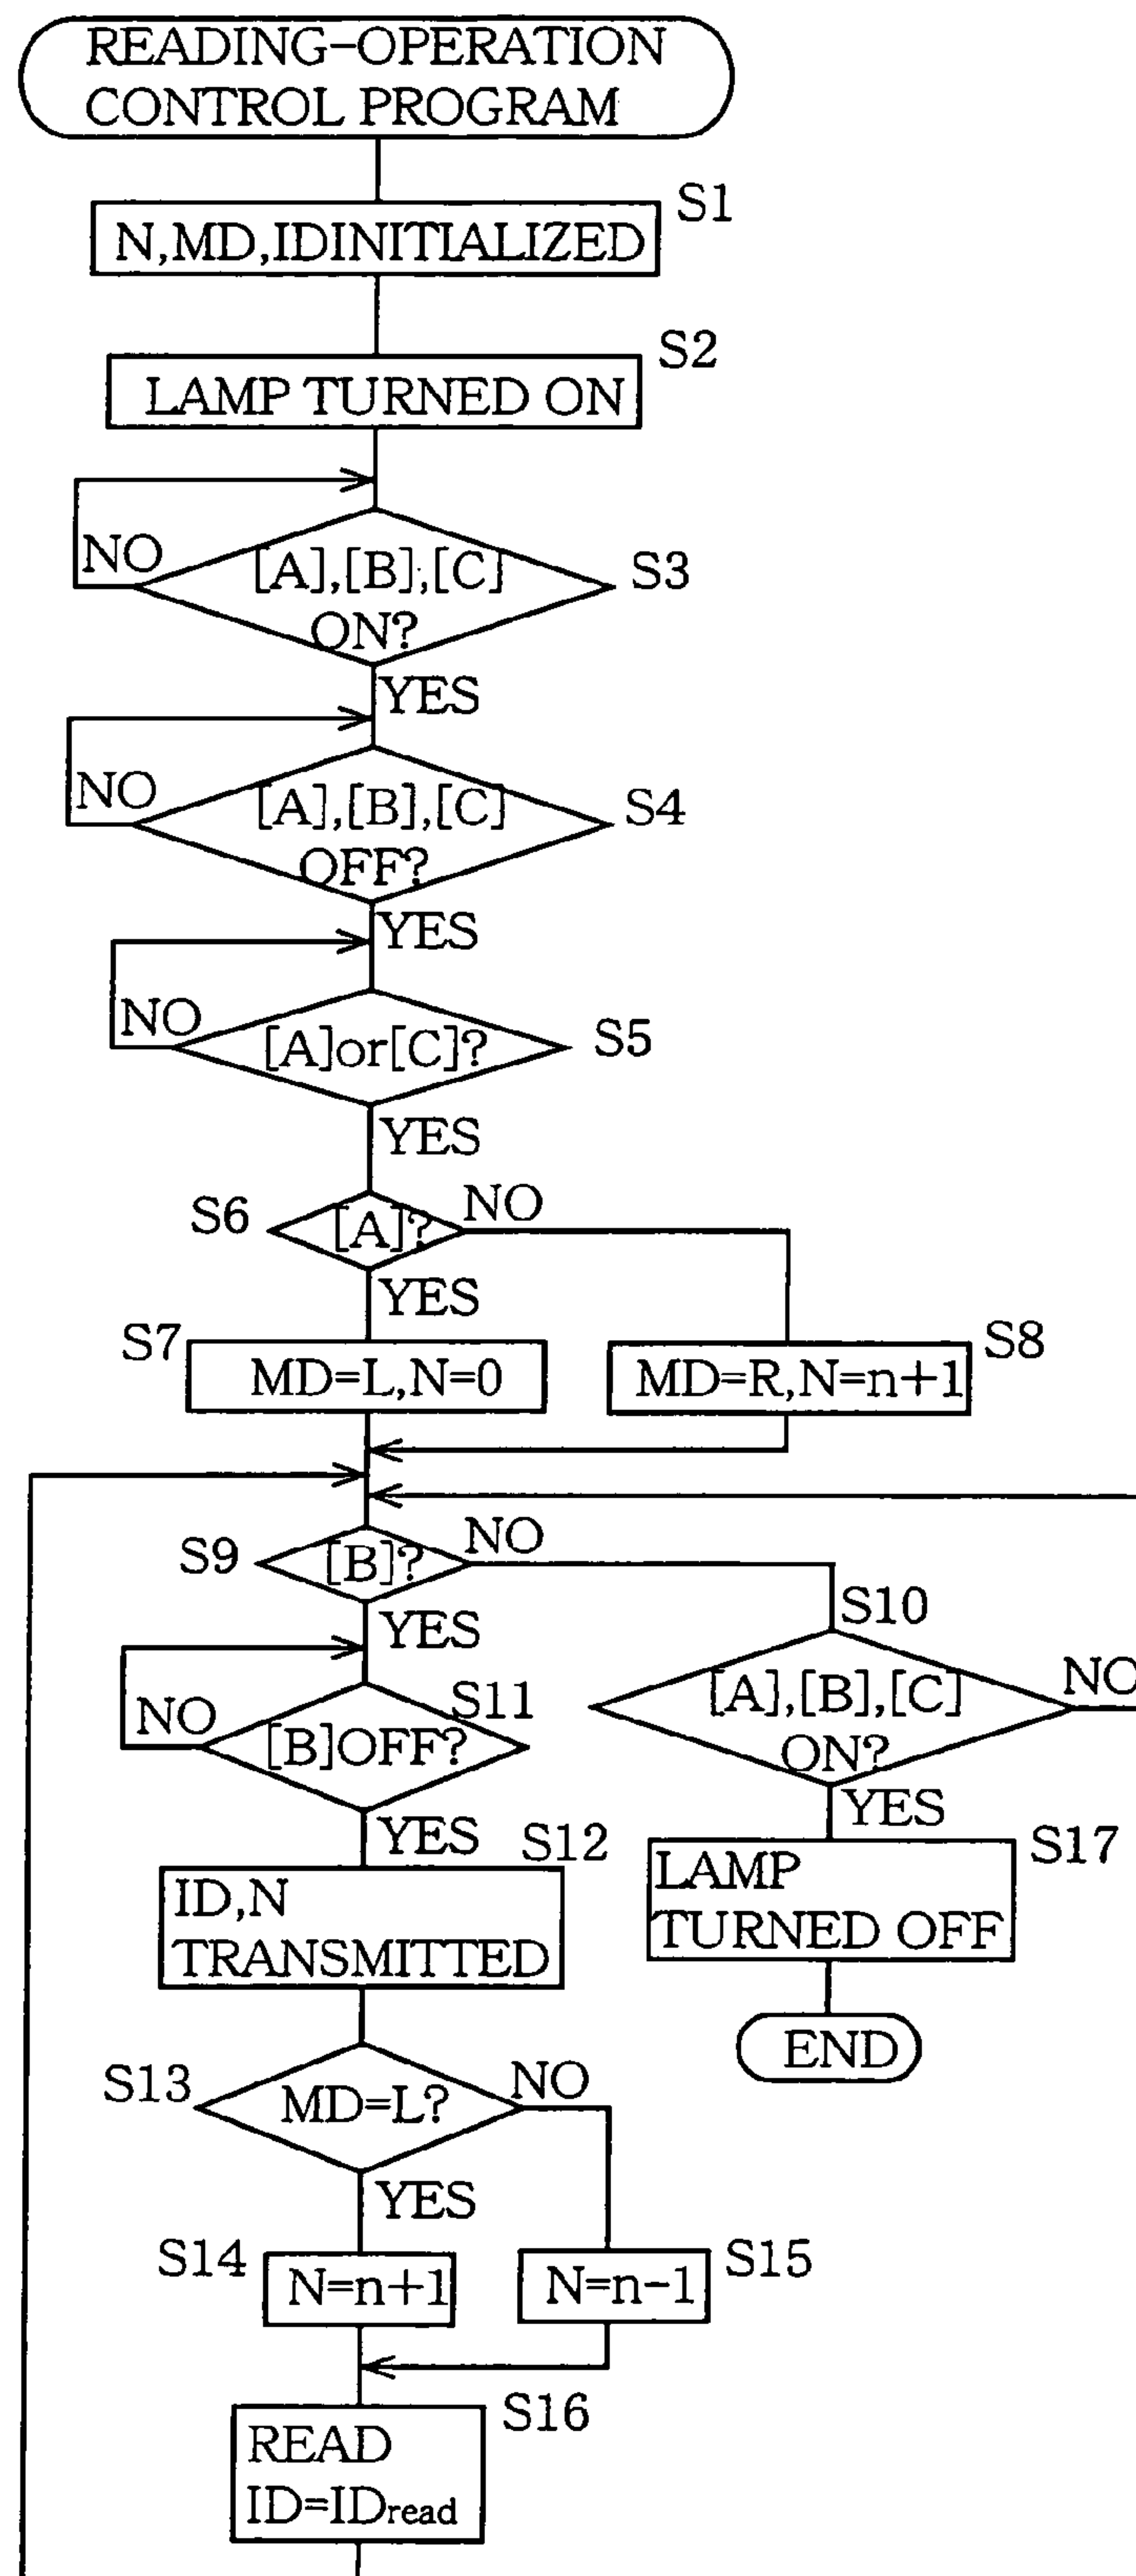 READING-OPERATION
CONTROL PROGRAM
S1
N,MD,IDINITIALIZED
S2
LAMP TURNED ON
NO
[A],[B],[C]
ON?
S3
YES
NO
[A],[B],[C]
OFF?
S4
YES
NO
[A]or[C]?
S5
YES
S6
[A]?
NO
YES
S7
MD=L,N=0
S8
MD=R,N=n+1
S9
[B]?
NO
YES
S10
[A],[B],[C]
ON?
NO
S11
NO
[B]OFF?
YES
YES
S12
ID,N
TRANSMITTED
S17
LAMP
TURNED OFF
END
S13
MD=L?
NO
YES
S14
N=n+1
S15
N=n-1
S16
READ
ID=IDread